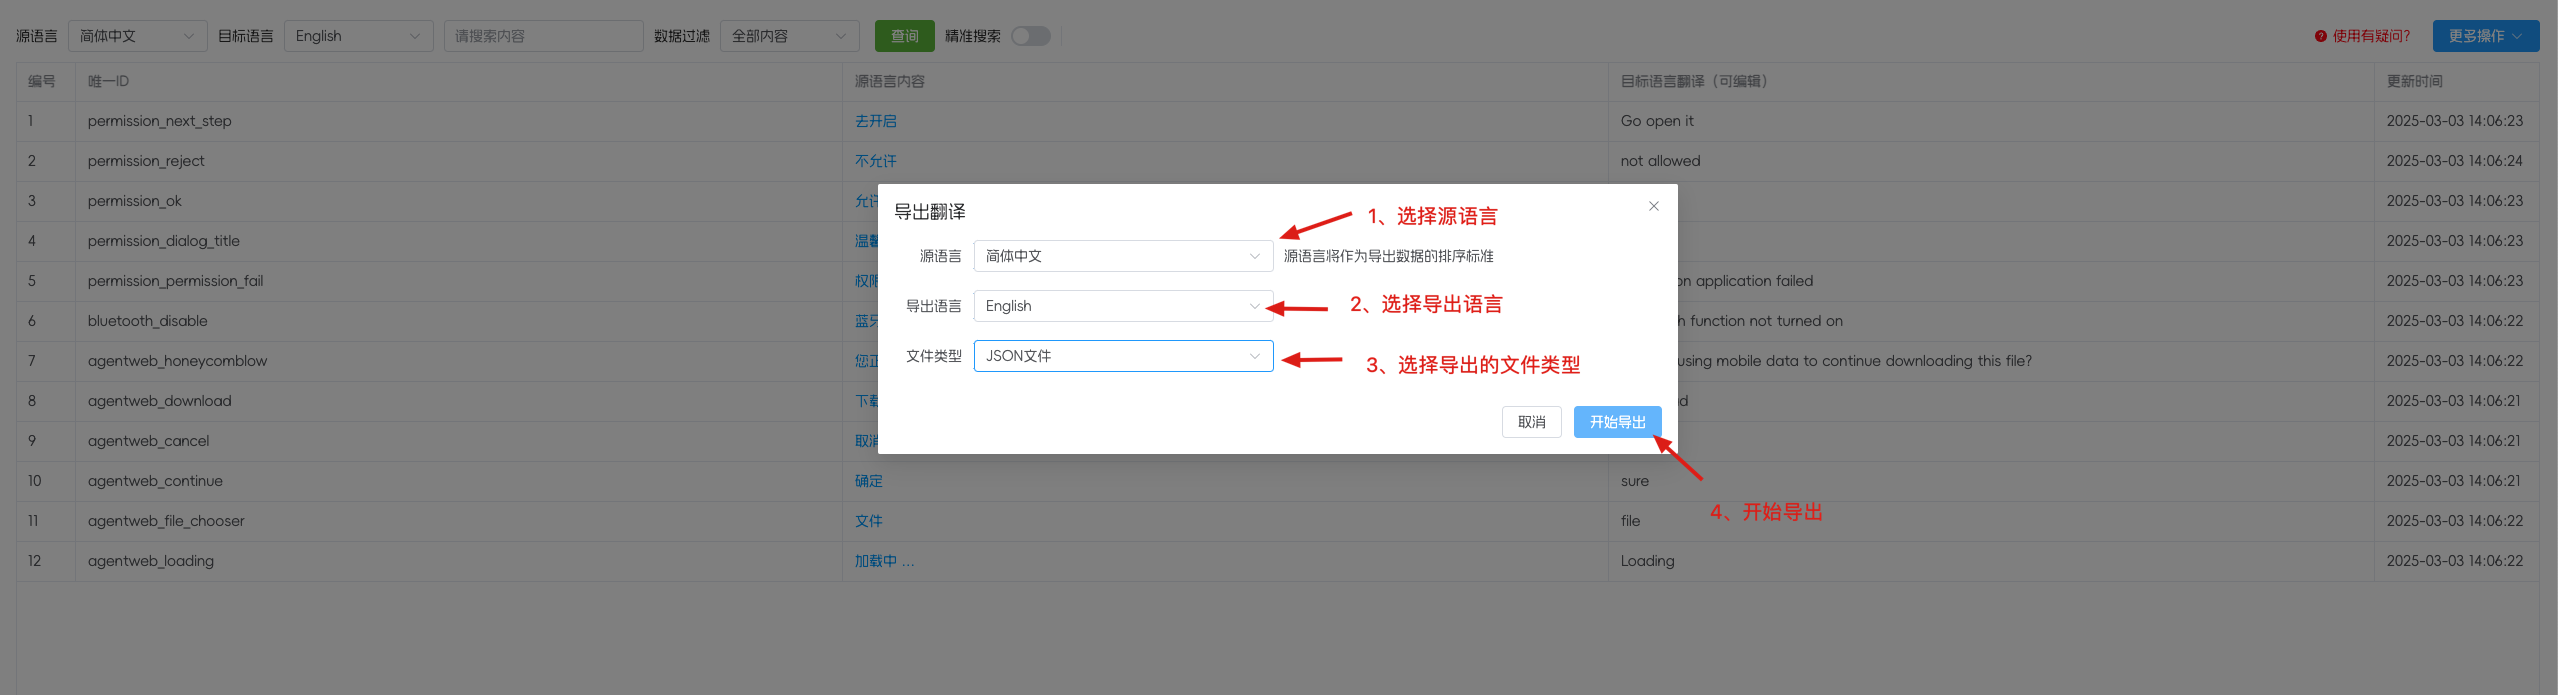 源语言 简体中文 目标语言 English 请搜索内容 数据过滤 全部内容 查询 精准搜索 使用有疑问? 更多操作
编号 唯一ID 源语言内容 目标语言翻译（可编辑） 更新时间
1 permission_next_step 去开启 Go open it 2025-03-03 14:06:23
2 permission_reject 不允许 not allowed 2025-03-03 14:06:24
3 permission_ok 允许 2025-03-03 14:06:23
4 permission_dialog_title 温 2025-03-03 14:06:23
5 permission_permission_fail 权限 on application failed 2025-03-03 14:06:23
6 bluetooth_disable 蓝牙 h function not turned on 2025-03-03 14:06:22
7 agentweb_honeycomblow 您正 using mobile data to continue downloading this file? 2025-03-03 14:06:22
8 agentweb_download 下载 d 2025-03-03 14:06:21
9 agentweb_cancel 取消 2025-03-03 14:06:21
10 agentweb_continue 确定 sure 2025-03-03 14:06:21
11 agentweb_file_chooser 文件 file 2025-03-03 14:06:22
12 agentweb_loading 加载中 ... Loading 2025-03-03 14:06:22
导出翻译
1、选择源语言
源语言 简体中文 源语言将作为导出数据的排序标准
导出语言 English 2、选择导出语言
文件类型 JSON文件 3、选择导出的文件类型
取消 开始导出
4、开始导出